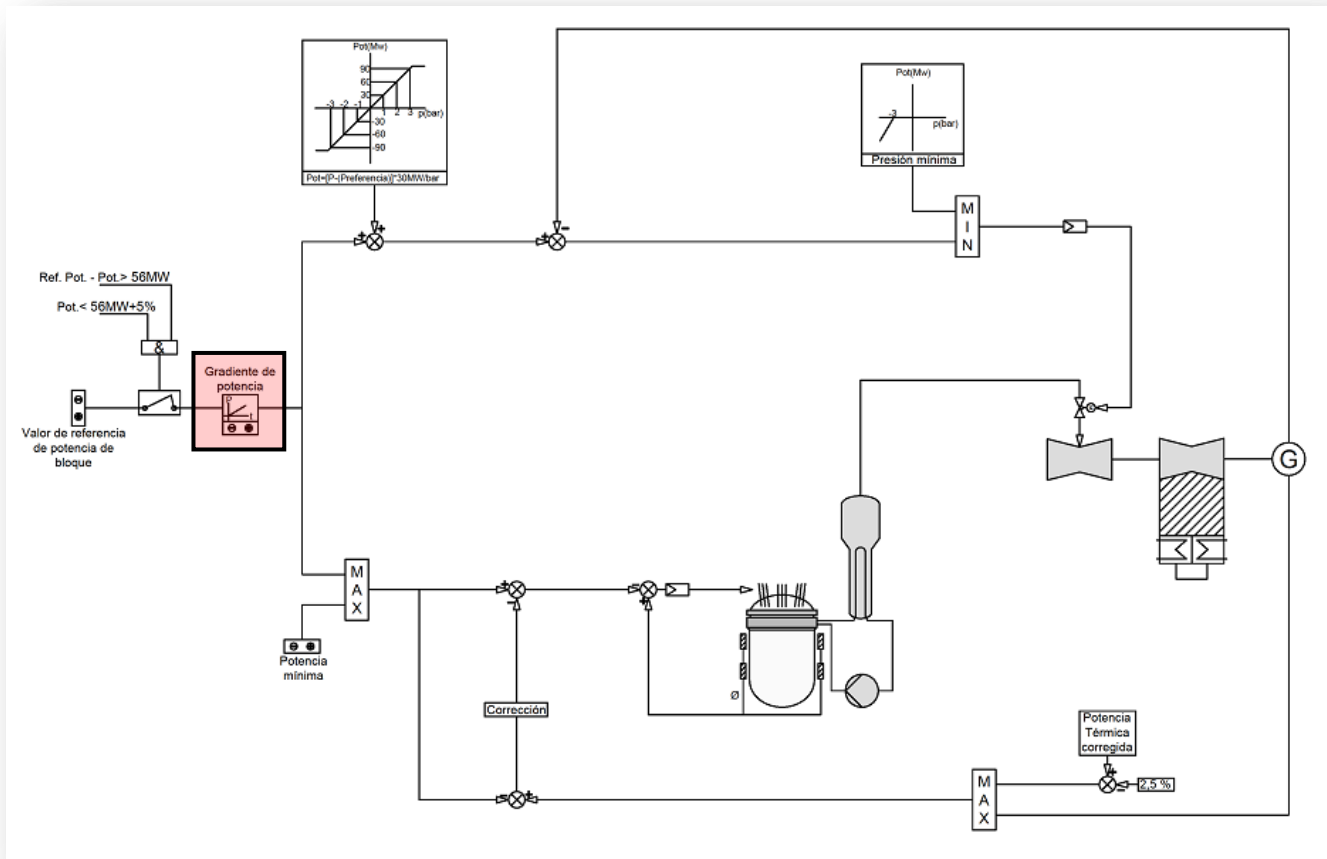 Pot(Mw)
90
60
30
-3 -2 -1
1 2 3 p(bar)
-30
-60
-90
Pot=[P-(Preferencia)]*30MW/bar
Pot(Mw)
-3
p(bar)
Presión mínima
M
I
N
Ref. Pot. - Pot.> 56MW
Pot.< 56MW+5%
&
Gradiente de
potencia
P
t
Valor de referencia
de potencia de
bloque
+
+
+
-
c
G
M
A
X
Potencia
mínima
+
-
-
+
Corrección
Ø
-
+
M
A
X
Potencia
Térmica
corregida
+
-
2,5 %